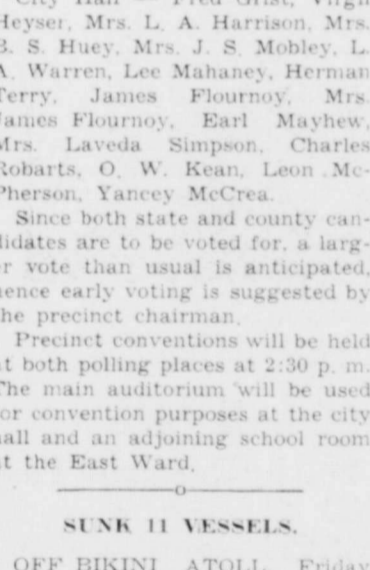 City Hall — Fred Grist, Virgil
Heyser, Mrs. L. A. Harrison, Mrs.
B. S. Huey, Mrs. J. S. Mobley, L.
A. Warren, Lee Mahaney, Herman
Terry, James Flournoy, Mrs.
James Flournoy, Earl Mayhew,
Mrs. Laveda Simpson, Charles
Robarts, O. W. Kean, Leon Mc-
Pherson, Yancey McCrea.
Since both state and county can-
didates are to be voted for, a larg-
er vote than usual is anticipated,
hence early voting is suggested by
the precinct chairman.
Precinct conventions will be held
at both polling places at 2:30 p. m.
The main auditorium will be used
for convention purposes at the city
hall and an adjoining school room
at the East Ward.
o
SUNK 11 VESSELS.
OFF BIKINI ATOLL, Friday